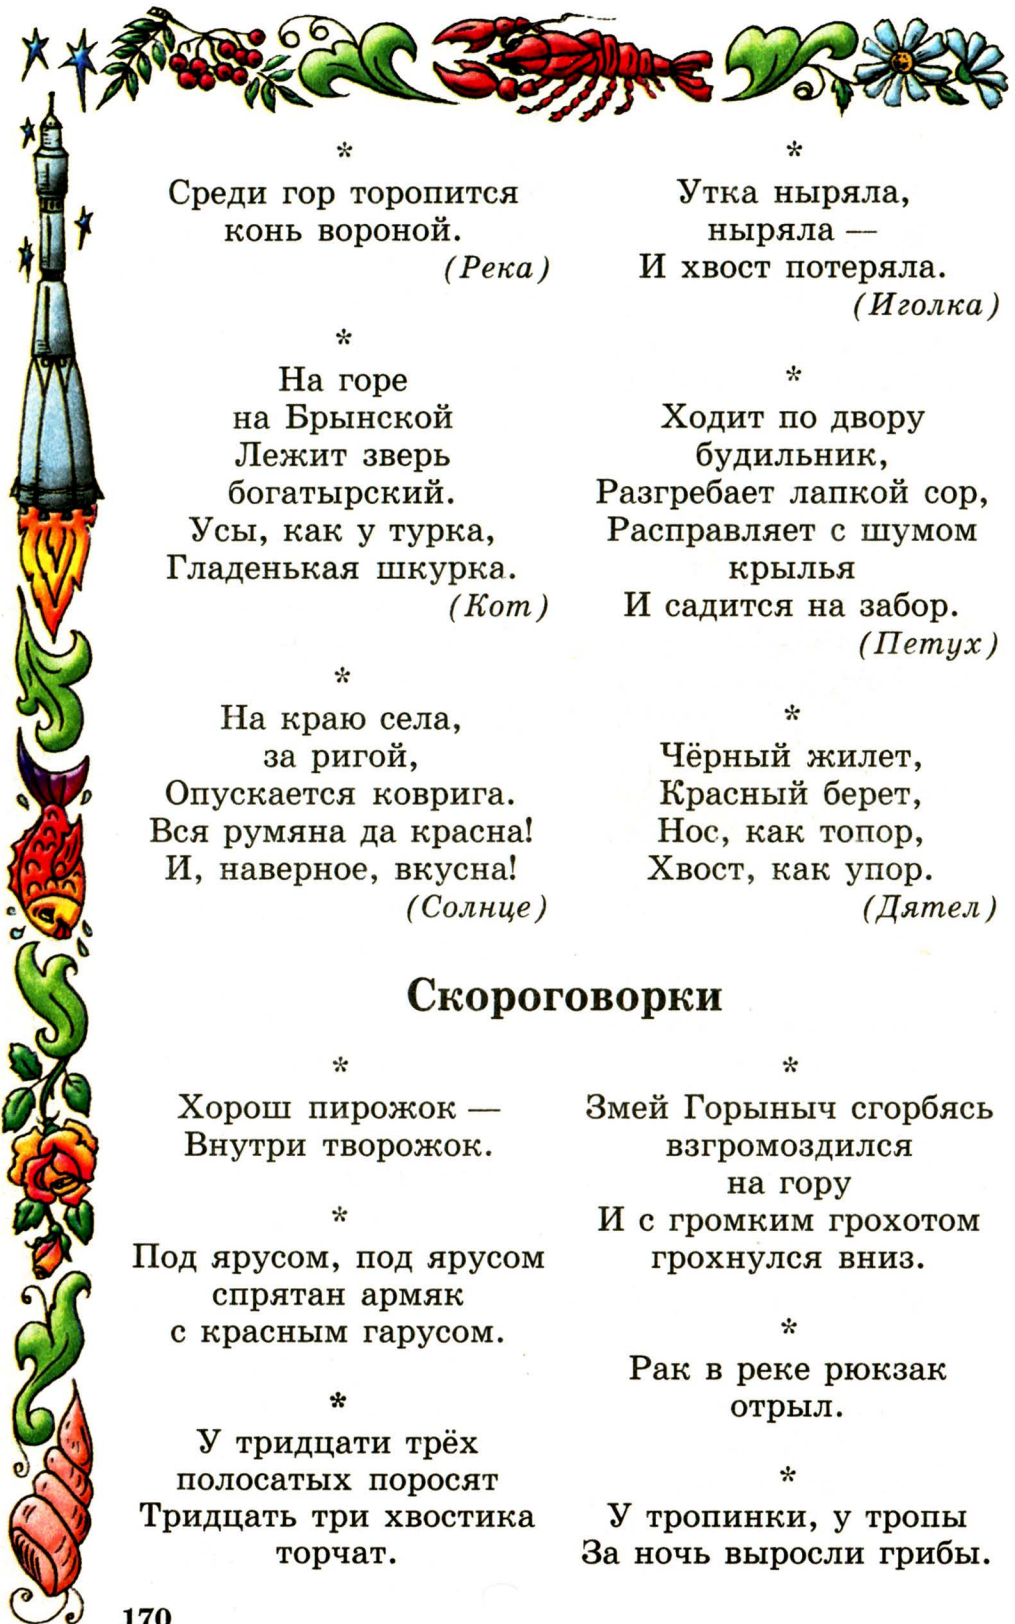 *
Среди гор торопится
конь вороной.
(Река)
*
На горе
на Брынской
Лежит зверь
богатырский.
Усы, как у турка,
Гладенькая шкурка.
(Кот)
*
На краю села,
за ригой,
Опускается коврига.
Вся румяна да красна!
И, наверное, вкусна!
(Солнце)
*
Утка ныряла,
ныряла —
И хвост потеряла.
(Иголка)
*
Ходит по двору
будильник,
Разгребает лапкой сор,
Расправляет с шумом
крылья
И садится на забор.
(Петух)
*
Чёрный жилет,
Красный берет,
Нос, как топор,
Хвост, как упор.
(Дятел)
Скороговорки
*
Хорош пирожок —
Внутри творожок.
*
Под ярусом, под ярусом
спрятан армяк
с красным гарусом.
*
У тридцати трёх
полосатых поросят
Тридцать три хвостика
торчат.
*
Змей Горыныч сгорбясь
взгромоздился
на гору
И с громким грохотом
грохнулся вниз.
*
Рак в реке рюкзак
отрыл.
*
У тропинки, у тропы
За ночь выросли грибы.
170